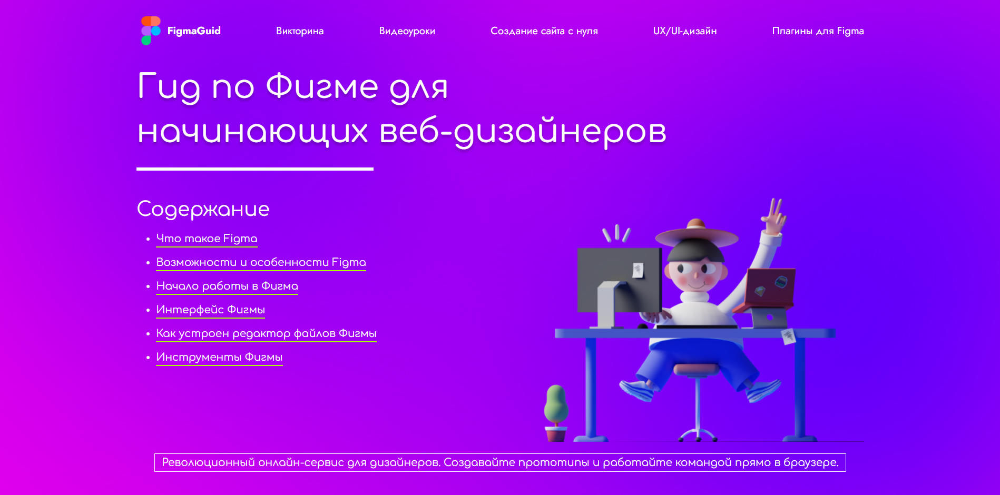 FigmaGuid
Викторина
Видеоуроки
Создание сайта с нуля
UX/UI-дизайн
Плагины для Figma
Гид по Фигме для
начинающих веб-дизайнеров
Содержание
Что такое Figma
Возможности и особенности Figma
Начало работы в Фигма
Интерфейс Фигмы
Как устроен редактор файлов Фигмы
Инструменты Фигмы
Революционный онлайн-сервис для дизайнеров. Создавайте прототипы и работайте командой прямо в браузере.